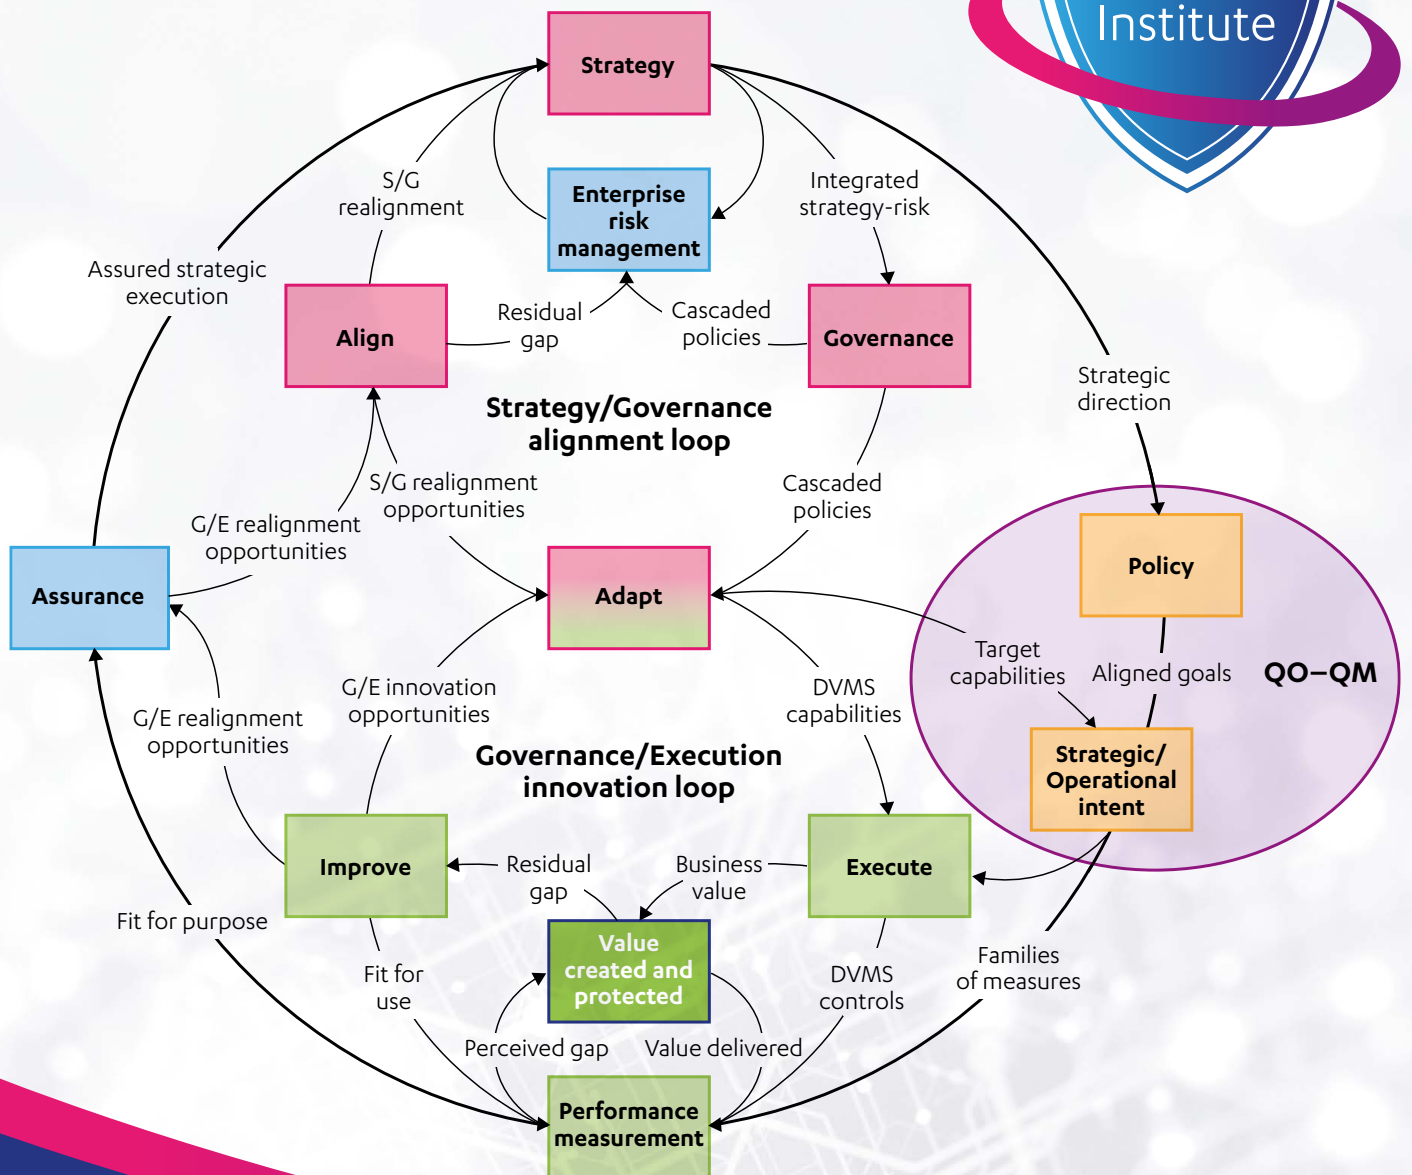 Institute
Strategy
S/G
realignment
Enterprise
risk
management
Integrated
strategy-risk
Assured strategic
execution
Align
Residual
gap
Cascaded
policies
Governance
Strategic
direction
Strategy/Governance
alignment loop
S/G realignment
opportunities
Cascaded
policies
G/E realignment
opportunities
Assurance
Adapt
Policy
Target
capabilities
Aligned goals
QO–QM
G/E innovation
opportunities
DVMS
capabilities
G/E realignment
opportunities
Governance/Execution
innovation loop
Strategic/
Operational
intent
Improve
Residual
gap
Business
value
Execute
Fit for purpose
Value
created and
protected
Fit for
use
DVMS
controls
Families
of measures
Perceived gap
Value delivered
Performance
measurement